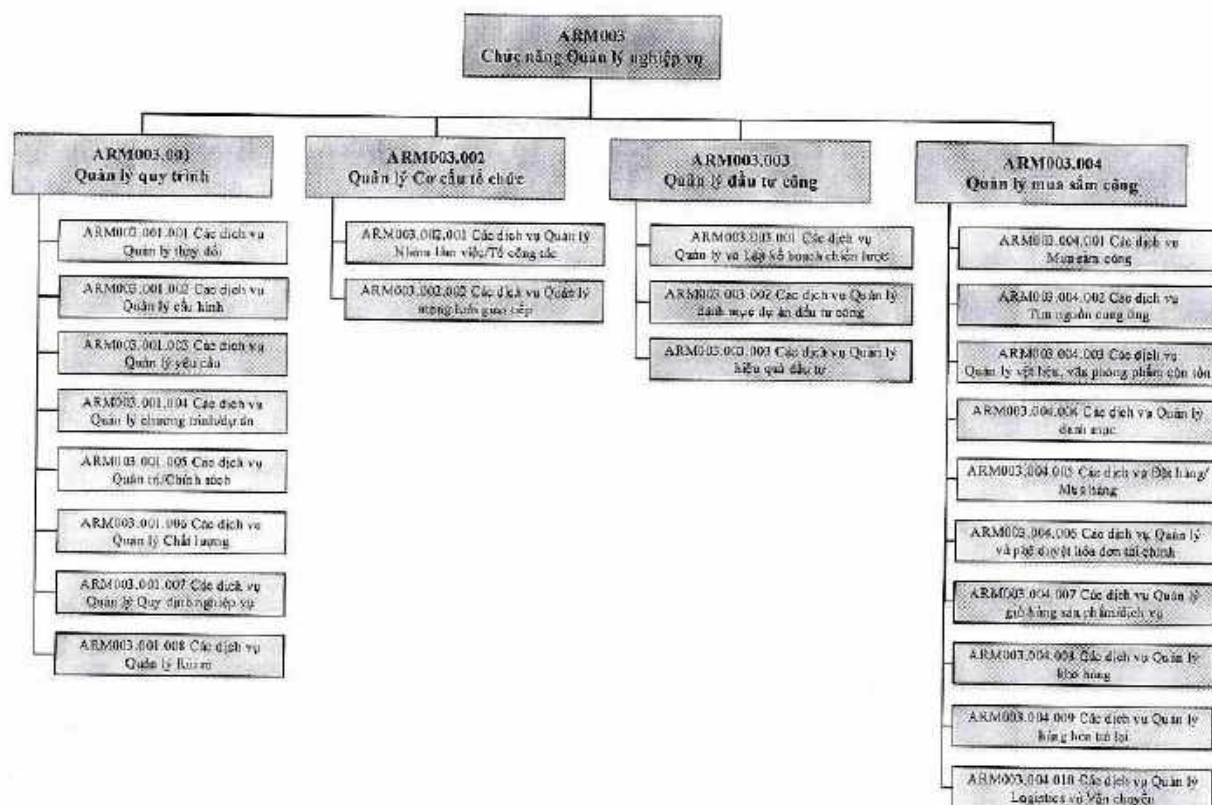 ARM003
Chức năng Quản lý nghiệp vụ
ARM003.001
Quản lý quy trình
ARM003.001.001 Các dịch vụ
Quản lý thay đổi
ARM003.001.002 Các dịch vụ
Quản lý cấu hình
ARM003.001.003 Các dịch vụ
Quản lý yêu cầu
ARM003.001.004 Các dịch vụ
Quản lý chương trình/dự án
ARM003.001.005 Các dịch vụ
Quản trị/Chính sách
ARM003.001.006 Các dịch vụ
Quản lý Chất lượng
ARM003.001.007 Các dịch vụ
Quản lý Quy định nghiệp vụ
ARM003.001.008 Các dịch vụ
Quản lý Rủi ro
ARM003.002
Quản lý Cơ cấu tổ chức
ARM003.002.001 Các dịch vụ Quản lý
Nhóm làm việc/Tổ công tác
ARM003.002.002 Các dịch vụ Quản lý
mạng lưới giao tiếp
ARM003.003
Quản lý đầu tư công
ARM003.003.001 Các dịch vụ
Quản lý và Lập kế hoạch chiến lược
ARM003.003.002 Các dịch vụ Quản lý
danh mục dự án đầu tư công
ARM003.003.003 Các dịch vụ Quản lý
hiệu quả đầu tư
ARM003.004
Quản lý mua sắm công
ARM003.004.001 Các dịch vụ
Mua sắm công
ARM003.004.002 Các dịch vụ
Tìm nguồn cung ứng
ARM003.004.003 Các dịch vụ
Quản lý vật liệu, văn phòng phẩm còn tồn
ARM003.004.004 Các dịch vụ Quản lý
danh mục
ARM003.004.005 Các dịch vụ Đặt hàng/
Mua hàng
ARM003.004.006 Các dịch vụ Quản lý
và phê duyệt hóa đơn tài chính
ARM003.004.007 Các dịch vụ Quản lý
giỏ hàng sản phẩm/dịch vụ
ARM003.004.008 Các dịch vụ Quản lý
kho hàng
ARM003.004.009 Các dịch vụ Quản lý
hàng hóa trả lại
ARM003.004.010 Các dịch vụ Quản lý
Logistics và Vận chuyển